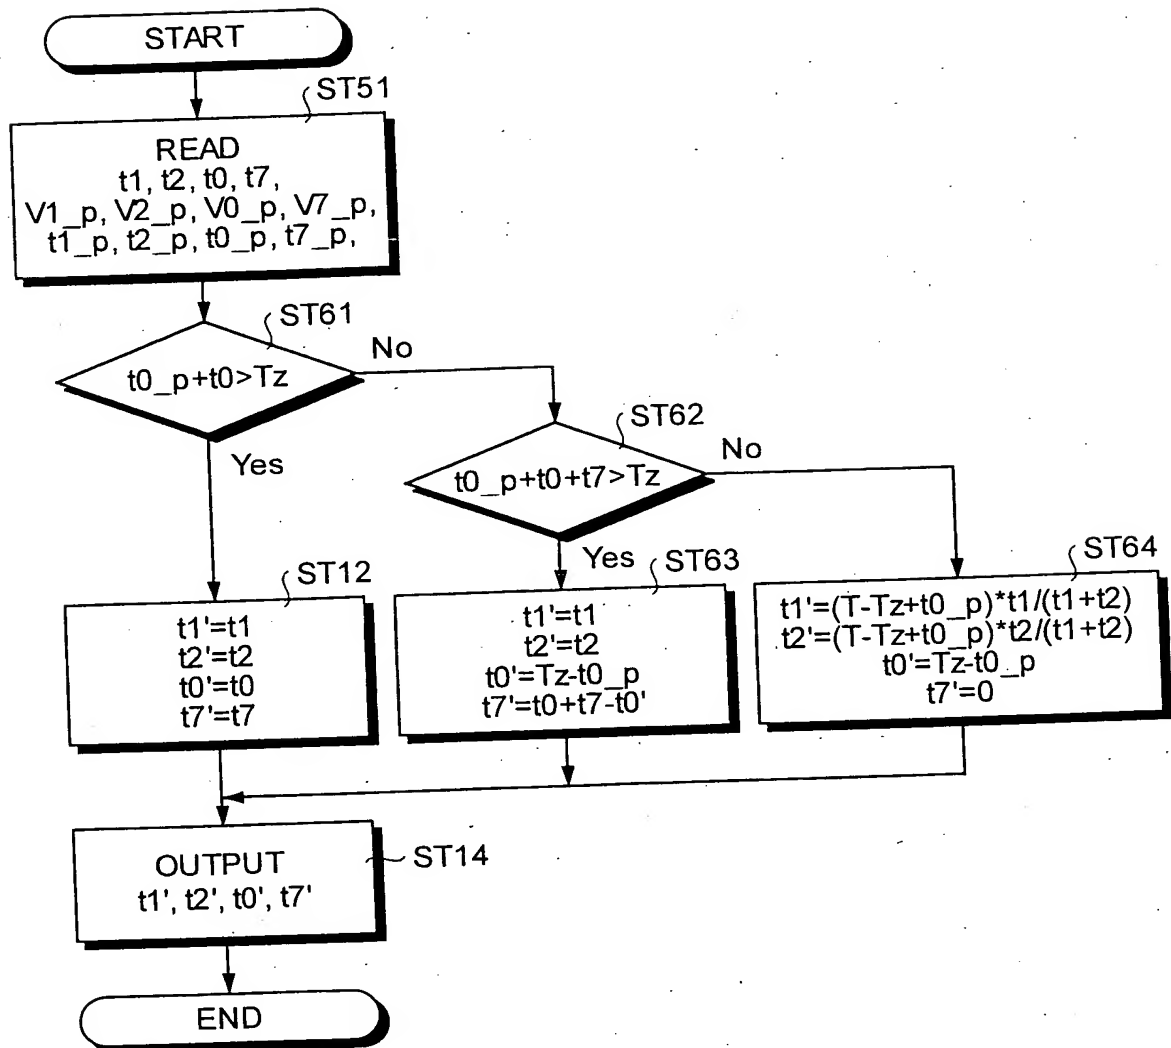 START
ST51
READ
t1, t2, t0, t7,
V1_p, V2_p, V0_p, V7_p,
t1_p, t2_p, t0_p, t7_p,
ST61
t0_p+t0>Tz
No
Yes
ST62
t0_p+t0+t7>Tz
No
Yes
ST12
t1'=t1
t2'=t2
t0'=t0
t7'=t7
ST63
t1'=t1
t2'=t2
t0'=Tz-t0_p
t7'=t0+t7-t0'
ST64
t1'=(T-Tz+t0_p)*t1/(t1+t2)
t2'=(T-Tz+t0_p)*t2/(t1+t2)
t0'=Tz-t0_p
t7'=0
OUTPUT
t1', t2', t0', t7'
ST14
END